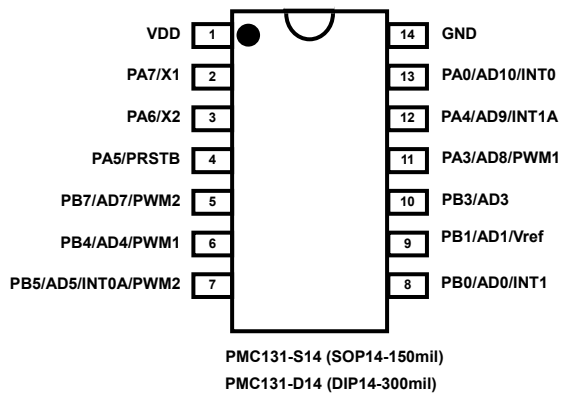 VDD 1 14 GND
PA7/X1 2 13 PA0/AD10/INT0
PA6/X2 3 12 PA4/AD9/INT1A
PA5/PRSTB 4 11 PA3/AD8/PWM1
PB7/AD7/PWM2 5 10 PB3/AD3
PB4/AD4/PWM1 6 9 PB1/AD1/Vref
PB5/AD5/INT0A/PWM2 7 8 PB0/AD0/INT1
PMC131-S14 (SOP14-150mil)
PMC131-D14 (DIP14-300mil)